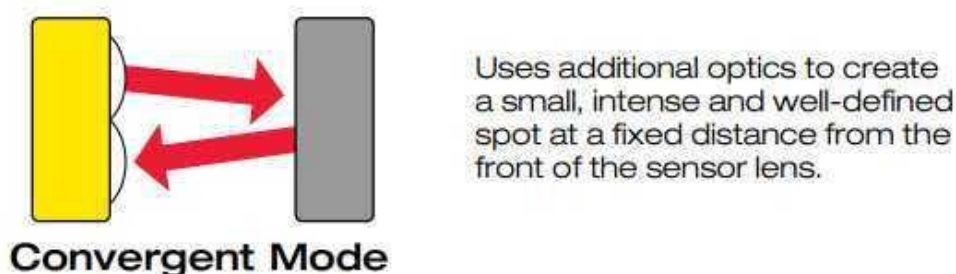 Uses additional optics to create
a small, intense and well-defined
spot at a fixed distance from the
front of the sensor lens.
Convergent Mode